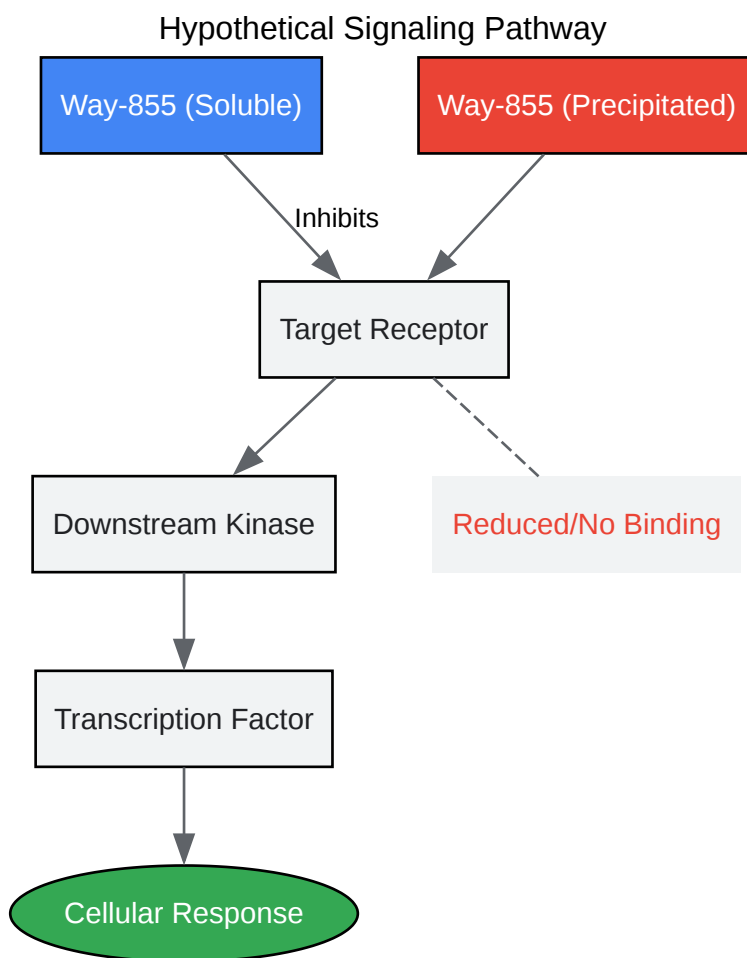 Hypothetical Signaling Pathway
Way-855 (Soluble)
Way-855 (Precipitated)
Inhibits
Target Receptor
Downstream Kinase
Reduced/No Binding
Transcription Factor
Cellular Response